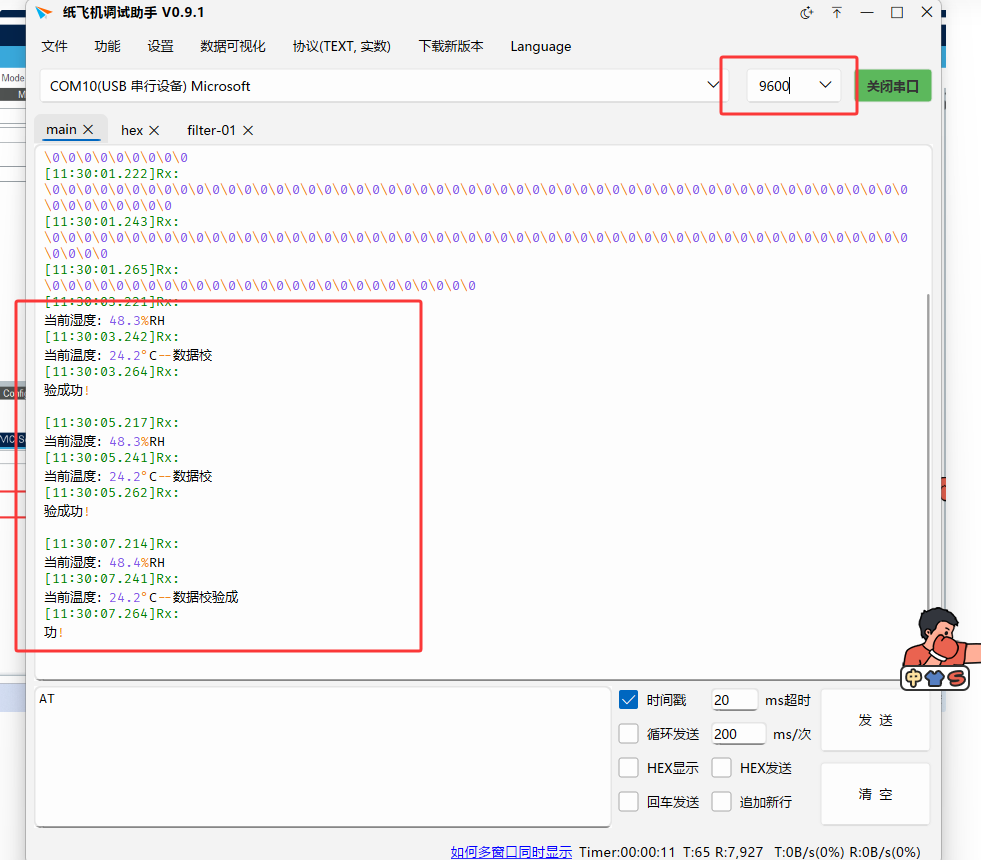 纸飞机调试助手 V0.9.1
文件 功能 设置 数据可视化 协议(TEXT, 实数) 下载新版本 Language
Mode
M
COM10(USB 串行设备) Microsoft 9600 关闭串口
main hex filter-01
\0\0\0\0\0\0\0\0\0
[11:30:01.222]Rx:
\0\0\0\0\0\0\0\0\0\0\0\0\0\0\0\0\0\0\0\0\0\0\0\0\0\0\0\0\0\0\0\0\0\0\0\0\0\0\0\0\0\0\0\0\0\0\0\0\0\0\0\0\0\0
\0\0\0\0\0\0\0\0
[11:30:01.243]Rx:
\0\0\0\0\0\0\0\0\0\0\0\0\0\0\0\0\0\0\0\0\0\0\0\0\0\0\0\0\0\0\0\0\0\0\0\0\0\0\0\0\0\0\0\0\0\0\0\0\0\0\0\0\0\0
\0\0\0\0
[11:30:01.265]Rx:
\0\0\0\0\0\0\0\0\0\0\0\0\0\0\0\0\0\0\0\0\0\0\0\0\0\0\0
[11:30:03.221]Rx:
当前湿度: 48.3%RH
[11:30:03.242]Rx:
当前温度: 24.2°C--数据校
[11:30:03.264]Rx:
验成功!
[11:30:05.217]Rx:
当前湿度: 48.3%RH
[11:30:05.241]Rx:
当前温度: 24.2°C--数据校
[11:30:05.262]Rx:
验成功!
[11:30:07.214]Rx:
当前湿度: 48.4%RH
[11:30:07.241]Rx:
当前温度: 24.2°C--数据校验成
[11:30:07.264]Rx:
功!
中
S
AT
时间戳 20 ms超时
循环发送 200 ms/次
发 送
HEX显示 HEX发送
回车发送 追加新行
清 空
如何多窗口同时显示 Timer:00:00:11 T:65 R:7,927 T:0B/s(0%) R:0B/s(0%)